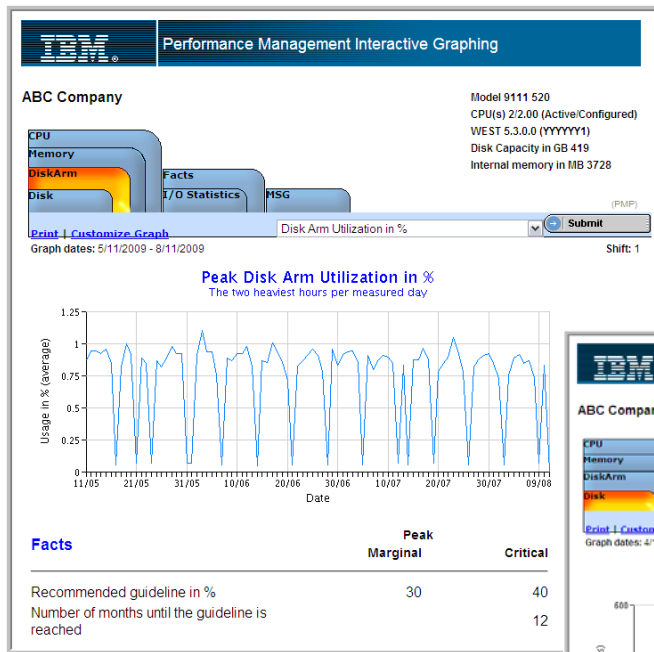 IBM®
Performance Management Interactive Graphing
ABC Company
Model 9111 520
CPU(s) 2/2.00 (Active/Configured)
WEST 5.3.0.0 (YYYYYY1)
Disk Capacity in GB 419
Internal memory in MB 3728
CPU
Memory
DiskArm
Facts
Disk
I/O Statistics
MSG
(PMP)
Print | Customize Graph
Disk Arm Utilization in %
Submit
Graph dates: 5/11/2009 - 8/11/2009
Shift: 1
Peak Disk Arm Utilization in %
The two heaviest hours per measured day
Usage in % (average)
1.25
1
0.75
0.5
0.25
0
11/05 21/05 31/05 10/06 20/06 30/06 10/07 20/07 30/07 09/08
Date
Facts
Peak
Marginal
Critical
Recommended guideline in %
30
40
Number of months until the guideline is
reached
12
IBM
ABC Compar
CPU
Memory
DiskArm
Disk
Print | Custom
Graph dates: 4/
600